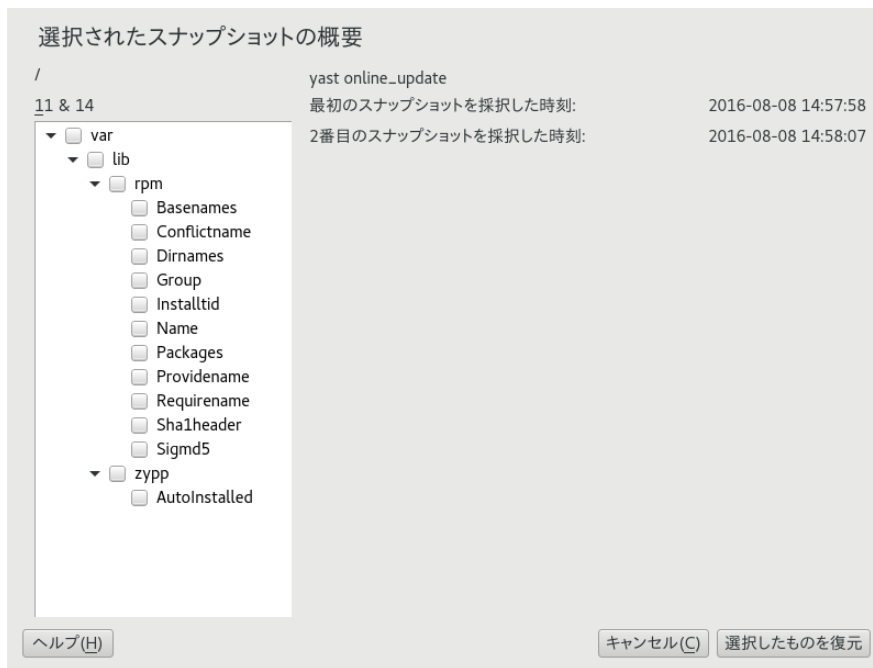 選択されたスナップショットの概要
/
yast online_update
11 & 14
最初のスナップショットを採択した時刻: 2016-08-08 14:57:58
2番目のスナップショットを採択した時刻: 2016-08-08 14:58:07
var
lib
rpm
Basenames
Conflictname
Dirnames
Group
Installtid
Name
Packages
Providename
Requirename
Sha1header
Sigmd5
zypp
AutoInstalled
ヘルプ(H)
キャンセル(C)
選択したものを復元